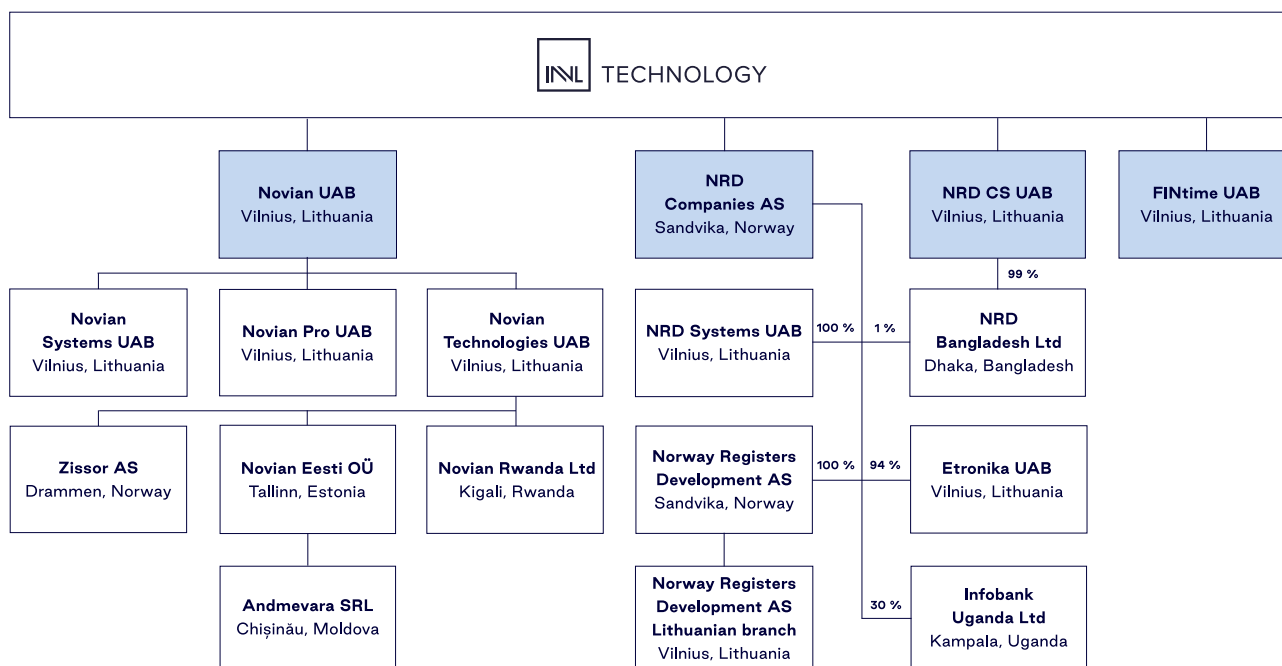 INVL TECHNOLOGY
Novian UAB
Vilnius, Lithuania
NRD
Companies AS
Sandvika, Norway
NRD CS UAB
Vilnius, Lithuania
FINtime UAB
Vilnius, Lithuania
99 %
Novian
Systems UAB
Vilnius, Lithuania
Novian Pro UAB
Vilnius, Lithuania
Novian
Technologies UAB
Vilnius, Lithuania
NRD Systems UAB
Vilnius, Lithuania
100 %
1 %
NRD
Bangladesh Ltd
Dhaka, Bangladesh
Zissor AS
Drammen, Norway
Novian Eesti OÜ
Tallinn, Estonia
Novian Rwanda Ltd
Kigali, Rwanda
Norway Registers
Development AS
Sandvika, Norway
100 %
94 %
Etronika UAB
Vilnius, Lithuania
Andmevara SRL
Chișinău, Moldova
Norway Registers
Development AS
Lithuanian branch
Vilnius, Lithuania
30 %
Infobank
Uganda Ltd
Kampala, Uganda